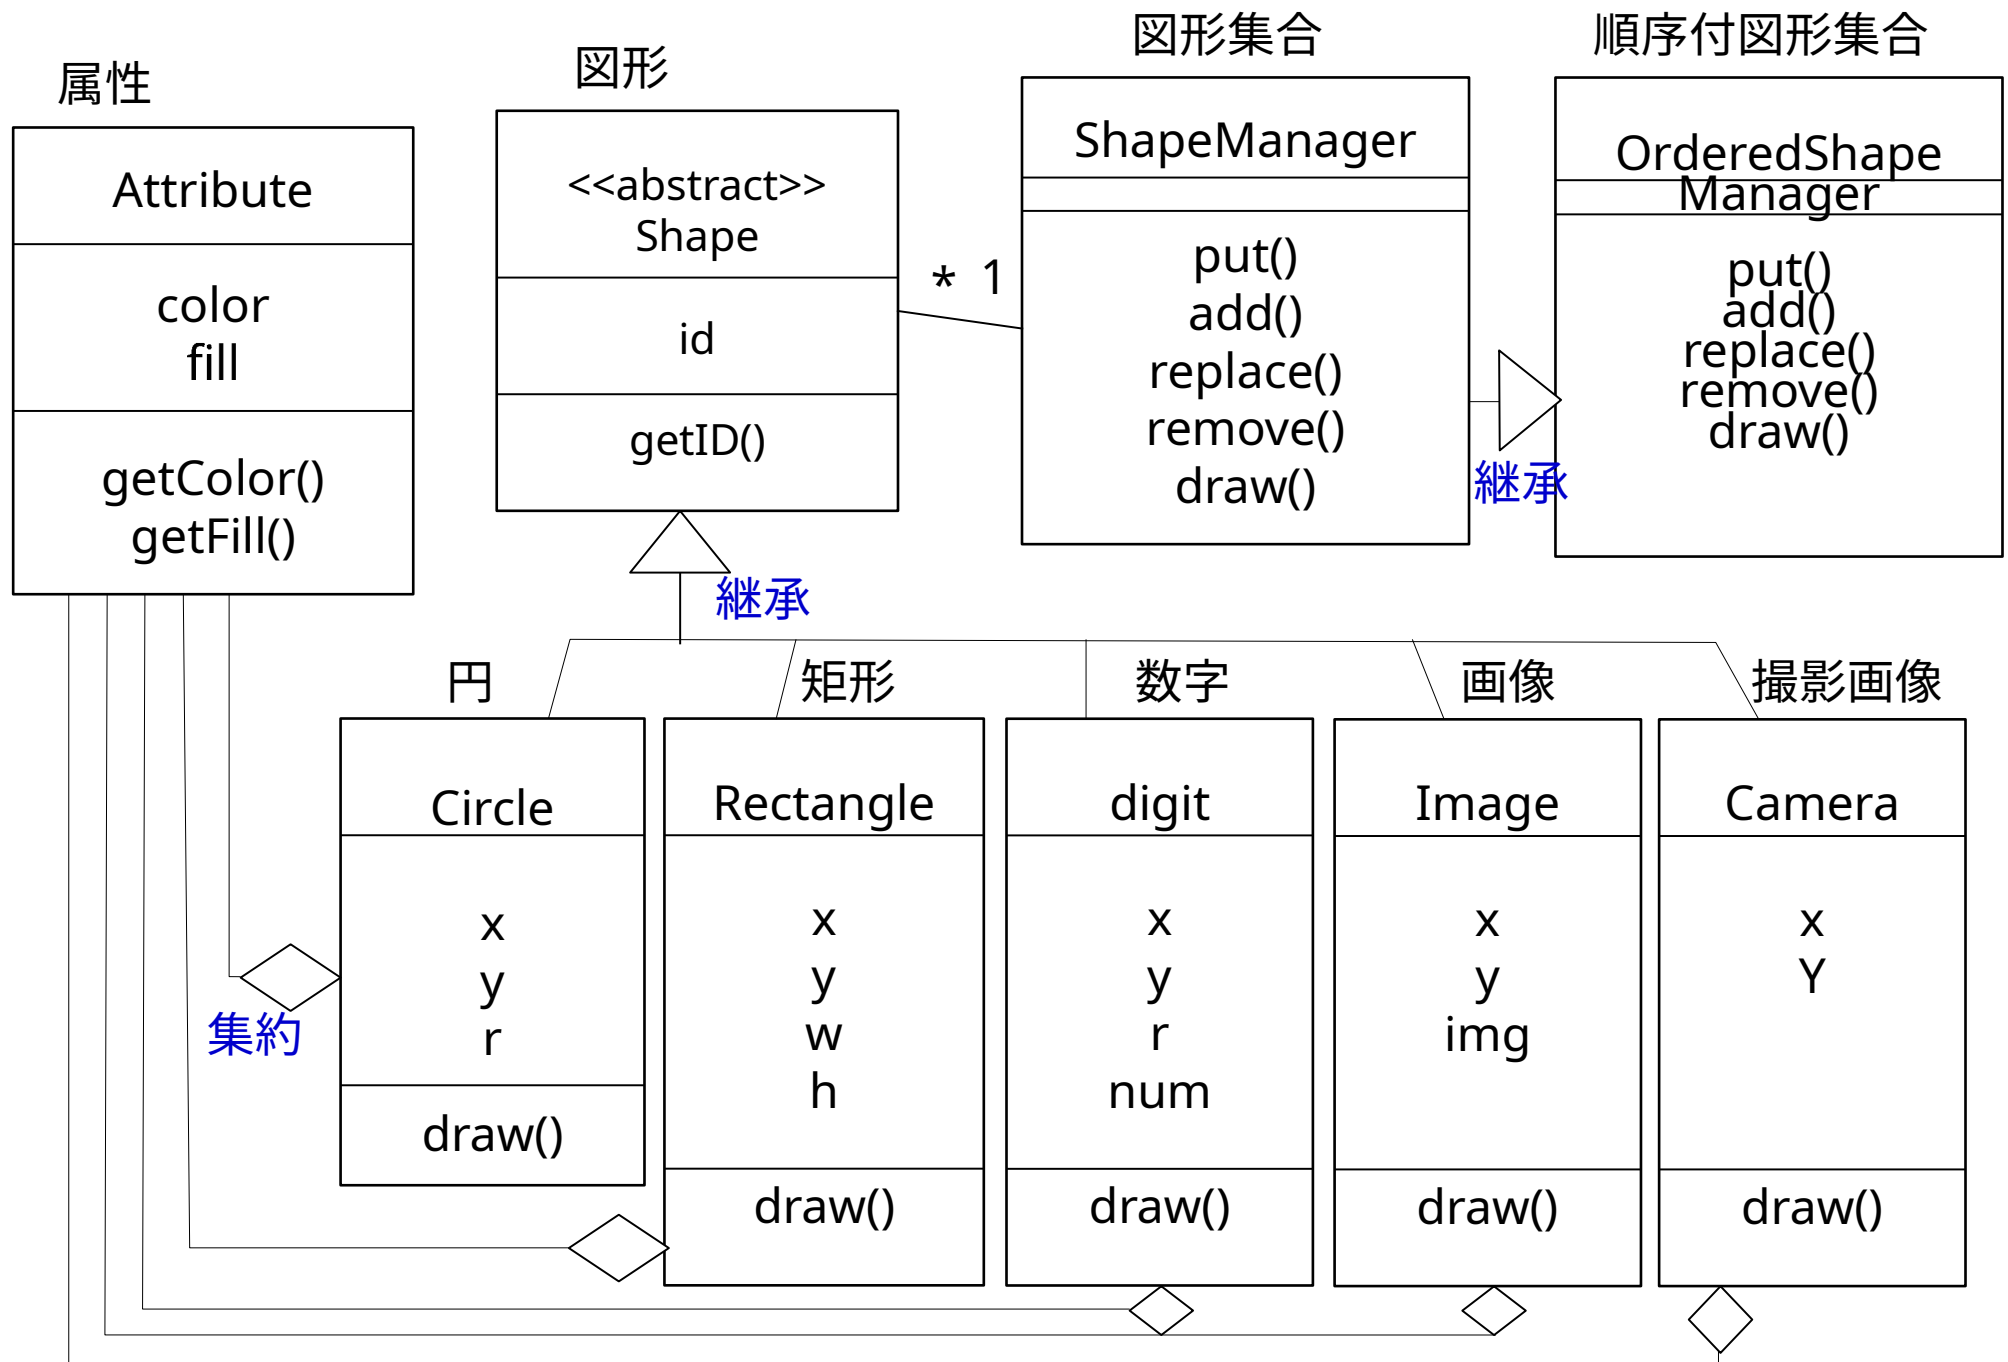 属性
Attribute
color
fill
getColor()
getFill()
図形
<<abstract>>
Shape
id
getID()
* 1
図形集合
ShapeManager
put()
add()
replace()
remove()
draw()
順序付図形集合
OrderedShape
Manager
put()
add()
replace()
remove()
draw()
継承
継承
円
Circle
x
y
r
draw()
集約
矩形
Rectangle
x
y
w
h
draw()
数字
digit
x
y
r
num
draw()
画像
Image
x
y
img
draw()
撮影画像
Camera
x
Y
draw()